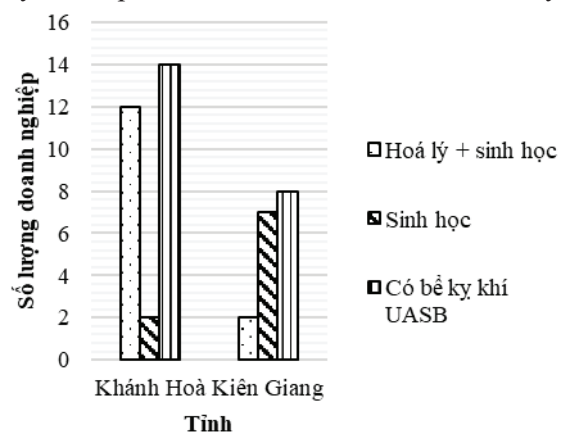 16
14
12
10
8
6
4
2
0
Số lượng doanh nghiệp
Khánh Hoà Kiên Giang
Tỉnh
Hoá lý + sinh học
Sinh học
Có bể kỵ khí
UASB